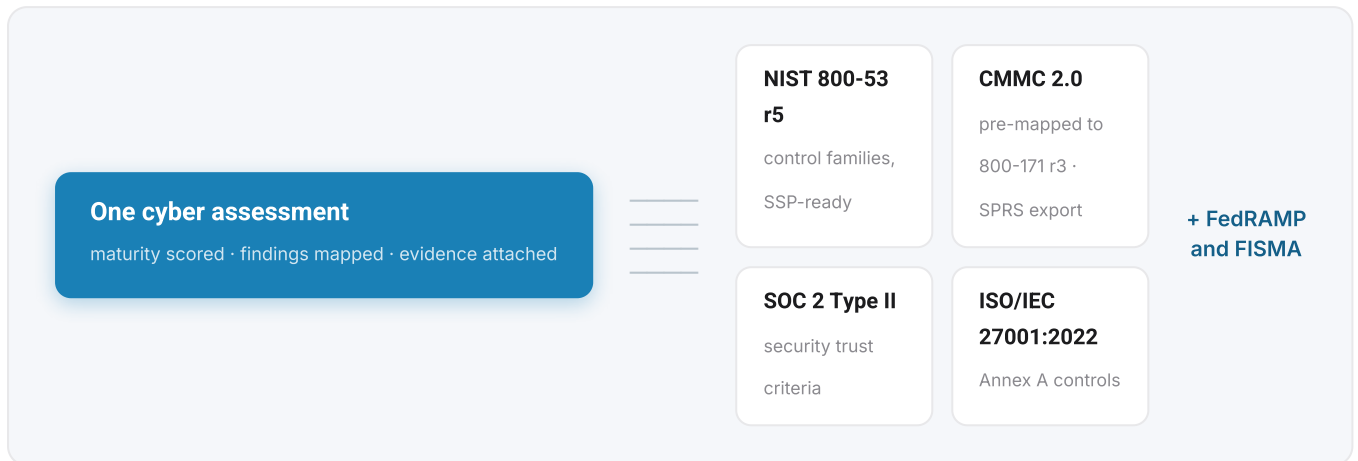 One cyber assessment
maturity scored · findings mapped · evidence attached
NIST 800-53
r5
control families,
SSP-ready
CMMC 2.0
pre-mapped to
800-171 r3 ·
SPRS export
SOC 2 Type II
security trust
criteria
ISO/IEC
27001:2022
Annex A controls
+ FedRAMP
and FISMA